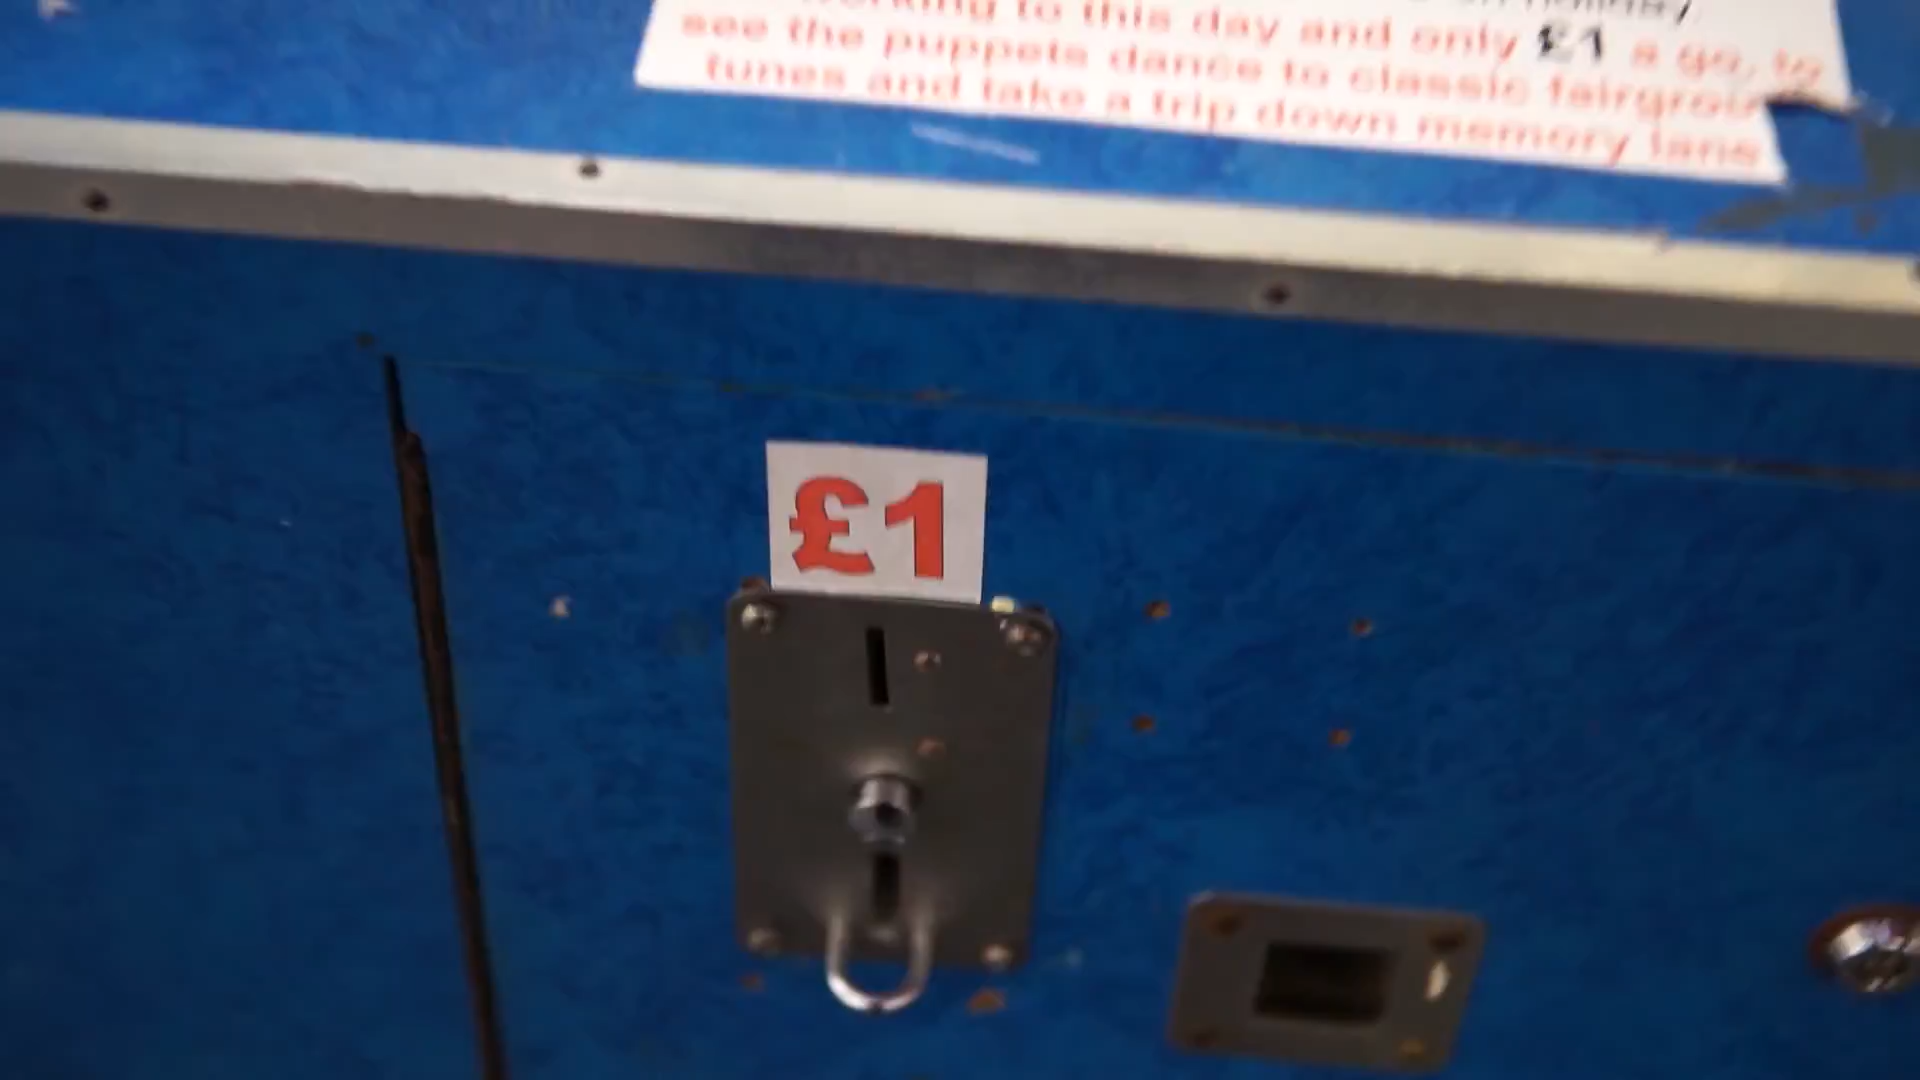 working to this day and only £1 a go, to
see the puppets dance to classic fairgrou
tunes and take a trip down memory lane
£1